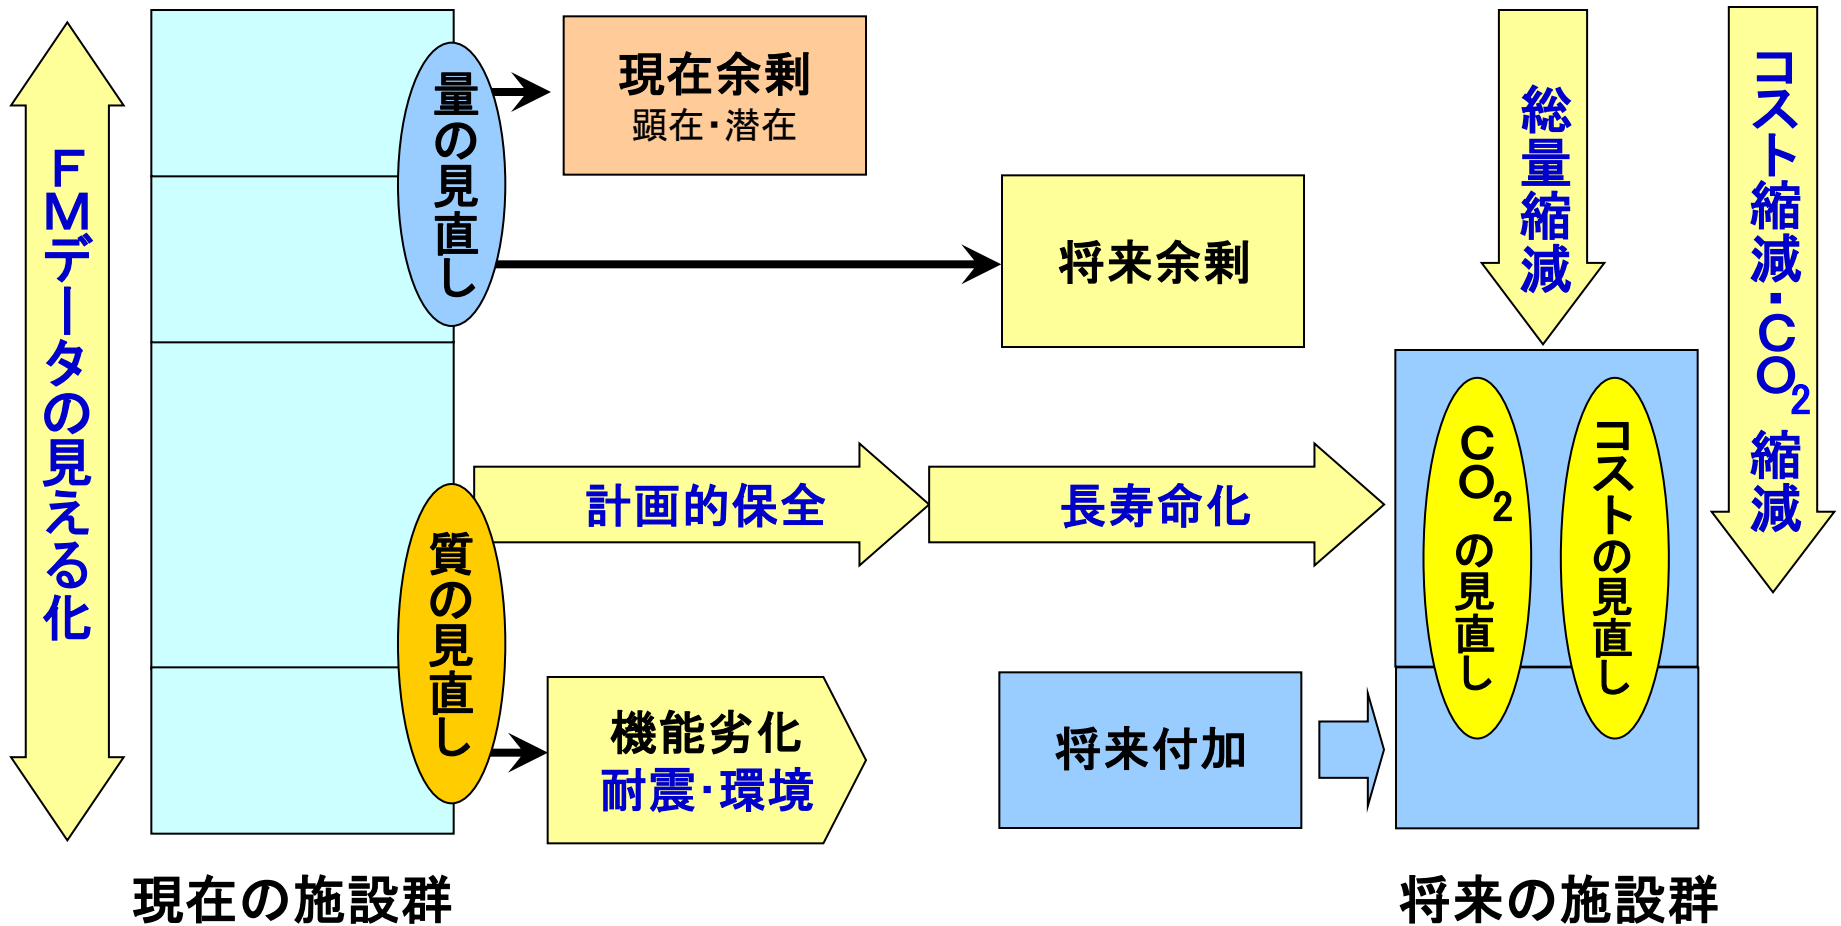 ＦＭデータの見える化
量の見直し
現在余剰
顕在・潜在
将来余剰
総量縮減
コスト縮減・ＣＯ2縮減
計画的保全
長寿命化
質の見直し
機能劣化
耐震・環境
将来付加
ＣＯ2の見直し
コストの見直し
現在の施設群
将来の施設群